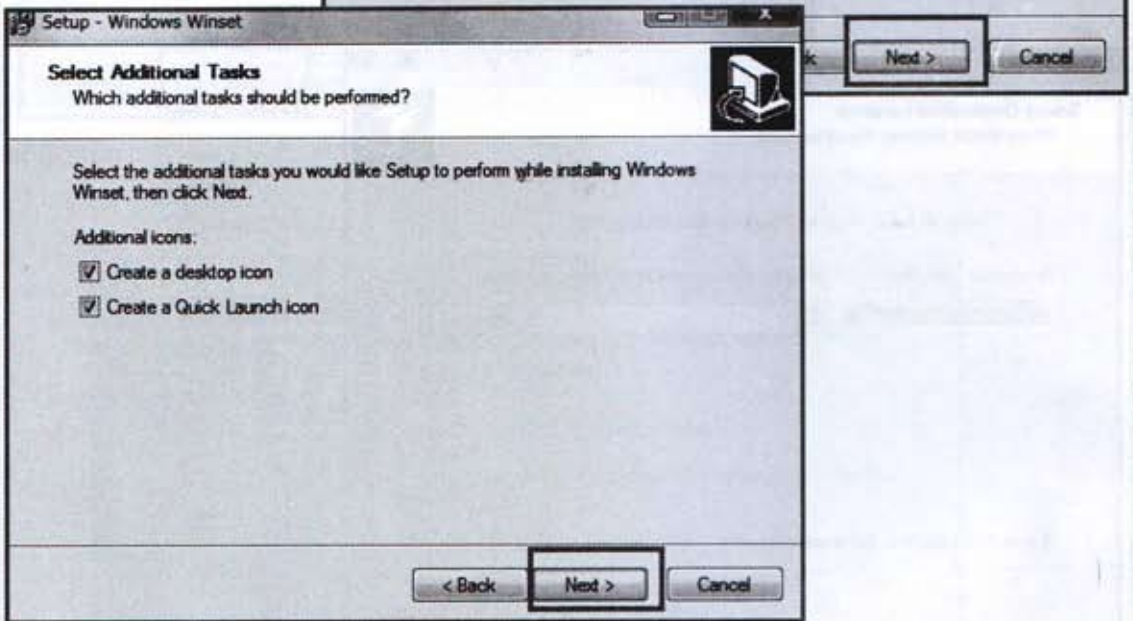 Next >
Cancel
Setup - Windows Winset
Select Additional Tasks
Which additional tasks should be performed?
Select the additional tasks you would like Setup to perform while installing Windows
Winset, then click Next.
Additional icons:
Create a desktop icon
Create a Quick Launch icon
< Back
Next >
Cancel